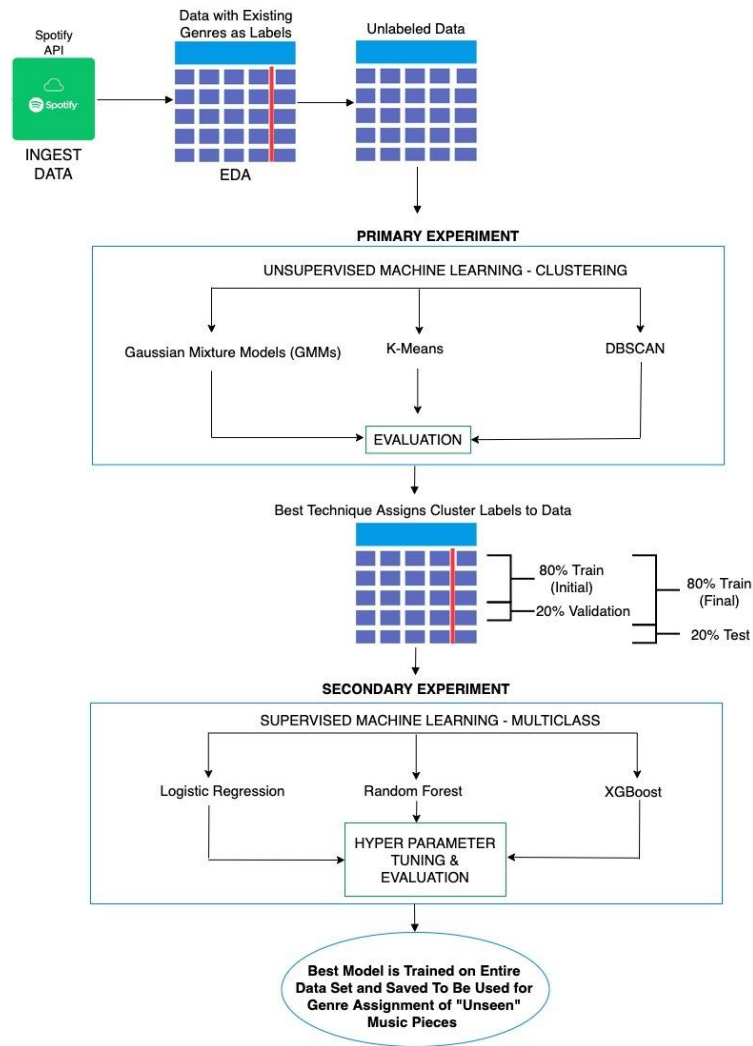 Spotify
API
Spotify
INGEST
DATA
Data with Existing
Genres as Labels
EDA
Unlabeled Data
PRIMARY EXPERIMENT
UNSUPERVISED MACHINE LEARNING - CLUSTERING
Gaussian Mixture Models (GMMs)
K-Means
DBSCAN
EVALUATION
Best Technique Assigns Cluster Labels to Data
80% Train
(Initial)
20% Validation
80% Train
(Final)
20% Test
SECONDARY EXPERIMENT
SUPERVISED MACHINE LEARNING - MULTICLASS
Logistic Regression
Random Forest
XGBoost
HYPER PARAMETER
TUNING &
EVALUATION
Best Model is Trained on Entire
Data Set and Saved To Be Used for
Genre Assignment of "Unseen"
Music Pieces